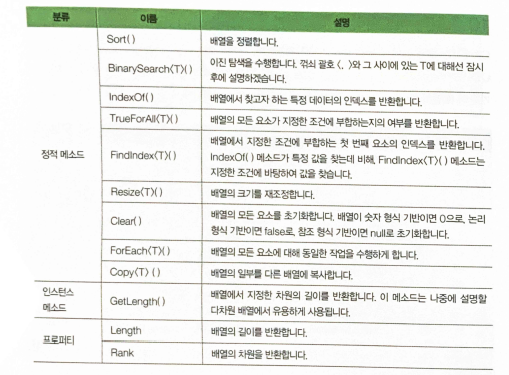 분류 이름 설명
Sort( ) 배열을 정렬합니다.
BinarySearch〈T〉( ) 이진 탐색을 수행합니다. 꺾쇠 괄호 〈, 〉와 그 사이에 있는 T에 대해선 잠시
후에 설명하겠습니다.
IndexOf( ) 배열에서 찾고자 하는 특정 데이터의 인덱스를 반환합니다.
TrueForAll〈T〉( ) 배열의 모든 요소가 지정한 조건에 부합하는지의 여부를 반환합니다.
정적 메소드
FindIndex〈T〉( ) 배열에서 지정한 조건에 부합하는 첫 번째 요소의 인덱스를 반환합니다.
IndexOf( ) 메소드가 특정 값을 찾는데 비해, FindIndex〈T〉( ) 메소드는
지정한 조건에 바탕하여 값을 찾습니다.
Resize〈T〉( ) 배열의 크기를 재조정합니다.
Clear() 배열의 모든 요소를 초기화합니다. 배열이 숫자 형식 기반이면 0으로, 논리
형식 기반이면 false로, 참조 형식 기반이면 null로 초기화합니다.
ForEach〈T〉( ) 배열의 모든 요소에 대해 동일한 작업을 수행하게 합니다.
Copy〈T〉 ( ) 배열의 일부를 다른 배열에 복사합니다.
인스턴스
메소드
GetLength( ) 배열에서 지정한 차원의 길이를 반환합니다. 이 메소드는 나중에 설명할
다차원 배열에서 유용하게 사용됩니다.
프로퍼티
Length 배열의 길이를 반환합니다.
Rank 배열의 차원을 반환합니다.